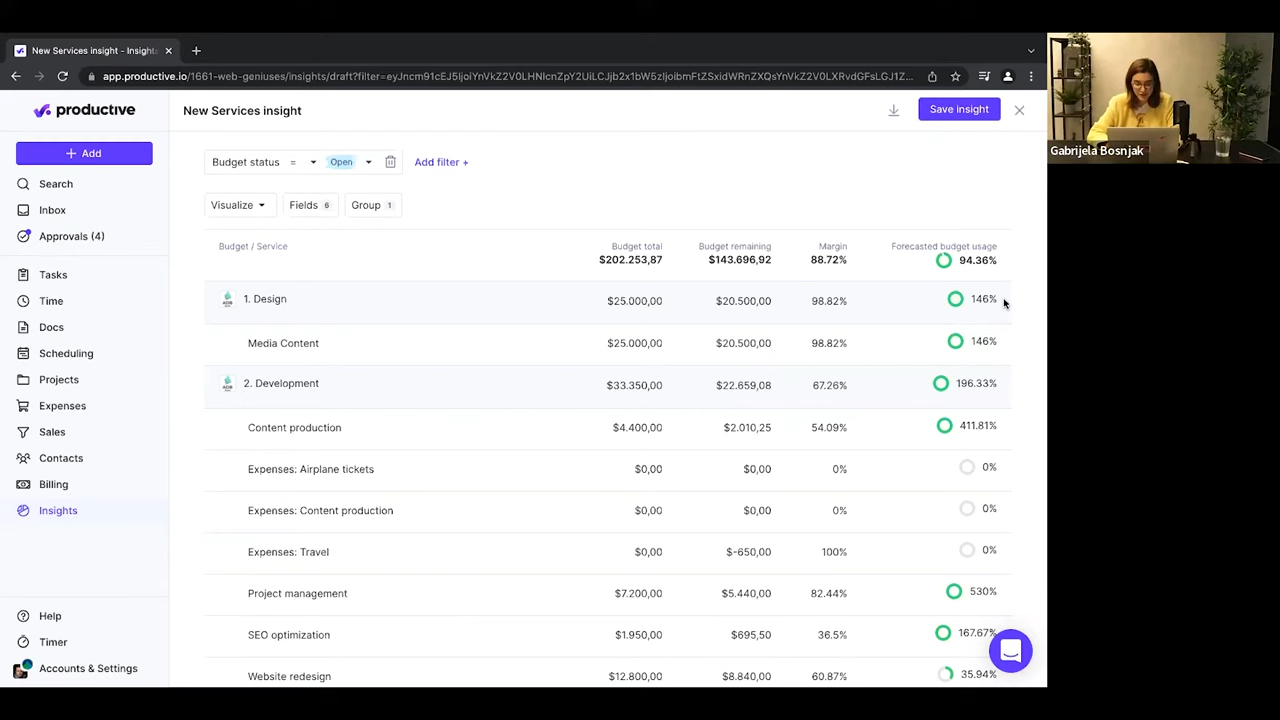 New Services insight - Insights
app.productive.io/1661-web-geniuses/insights/draft?filter=eyJncm91cEJ5IjoiYnVkZ2V0LHNlcnZpY2UiLCJjb2x1bW5zIjoibmFtZSxidWRnZXQsYnVkZ2V0LXRvdGFsLGJ1Z...
productive
New Services insight
Save insight
Gabrijela Bosnjak
Add
Budget status = Open Add filter +
Search
Visualize Fields 6 Group 1
Inbox
Approvals (4)
Budget / Service Budget total Budget remaining Margin Forecasted budget usage
$202.253,87 $143.696,92 88.72% 94.36%
Tasks
1. Design $25.000,00 $20.500,00 98.82% 146%
Time
Docs
Media Content $25.000,00 $20.500,00 98.82% 146%
Scheduling
Projects
2. Development $33.350,00 $22.659,08 67.26% 196.33%
Expenses
Sales
Content production $4.400,00 $2.010,25 54.09% 411.81%
Contacts
Expenses: Airplane tickets $0,00 $0,00 0% 0%
Billing
Insights
Expenses: Content production $0,00 $0,00 0% 0%
Expenses: Travel $0,00 $-650,00 100% 0%
Project management $7.200,00 $5.440,00 82.44% 530%
Help
SEO optimization $1.950,00 $695,50 36.5% 167.67%
Timer
Accounts & Settings
Website redesign $12.800,00 $8.840,00 60.87% 35.94%